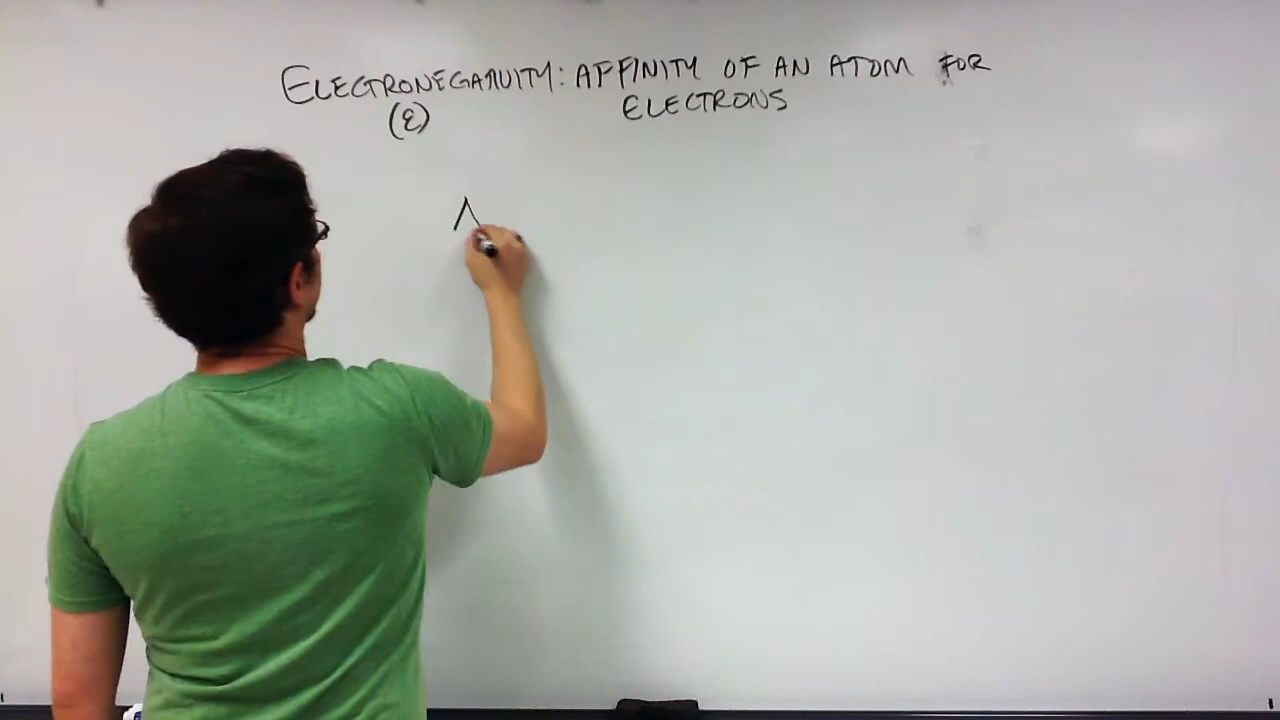 ELECTRONEGATIVITY: AFFINITY OF AN ATOM FOR
(ε) ELECTRONS